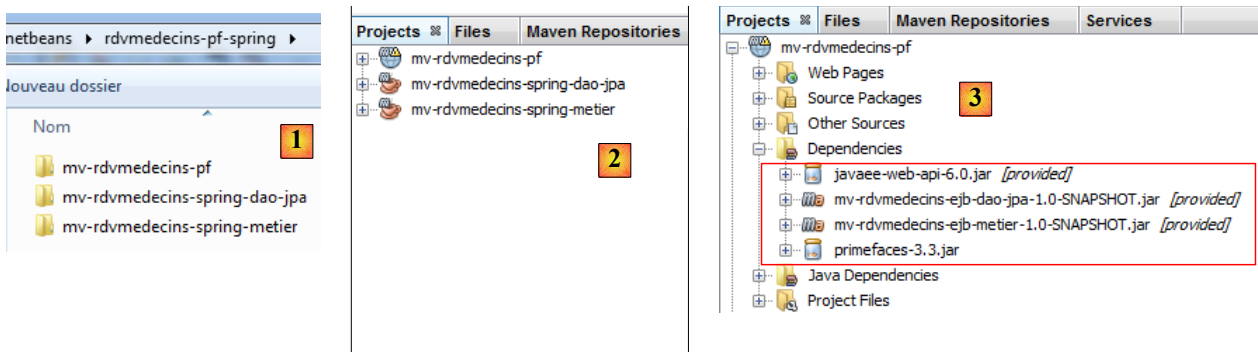 netbeans ▸ rdvmedecins-pf-spring ▸
Nouveau dossier
Nom
1
mv-rdvmedecins-pf
mv-rdvmedecins-spring-dao-jpa
mv-rdvmedecins-spring-metier
Projects Files Maven Repositories
mv-rdvmedecins-pf
mv-rdvmedecins-spring-dao-jpa
mv-rdvmedecins-spring-metier
2
Projects Files Maven Repositories Services
mv-rdvmedecins-pf
Web Pages
Source Packages
3
Other Sources
Dependencies
javaee-web-api-6.0.jar [provided]
mv-rdvmedecins-ejb-dao-jpa-1.0-SNAPSHOT.jar [provided]
mv-rdvmedecins-ejb-metier-1.0-SNAPSHOT.jar [provided]
primefaces-3.3.jar
Java Dependencies
Project Files